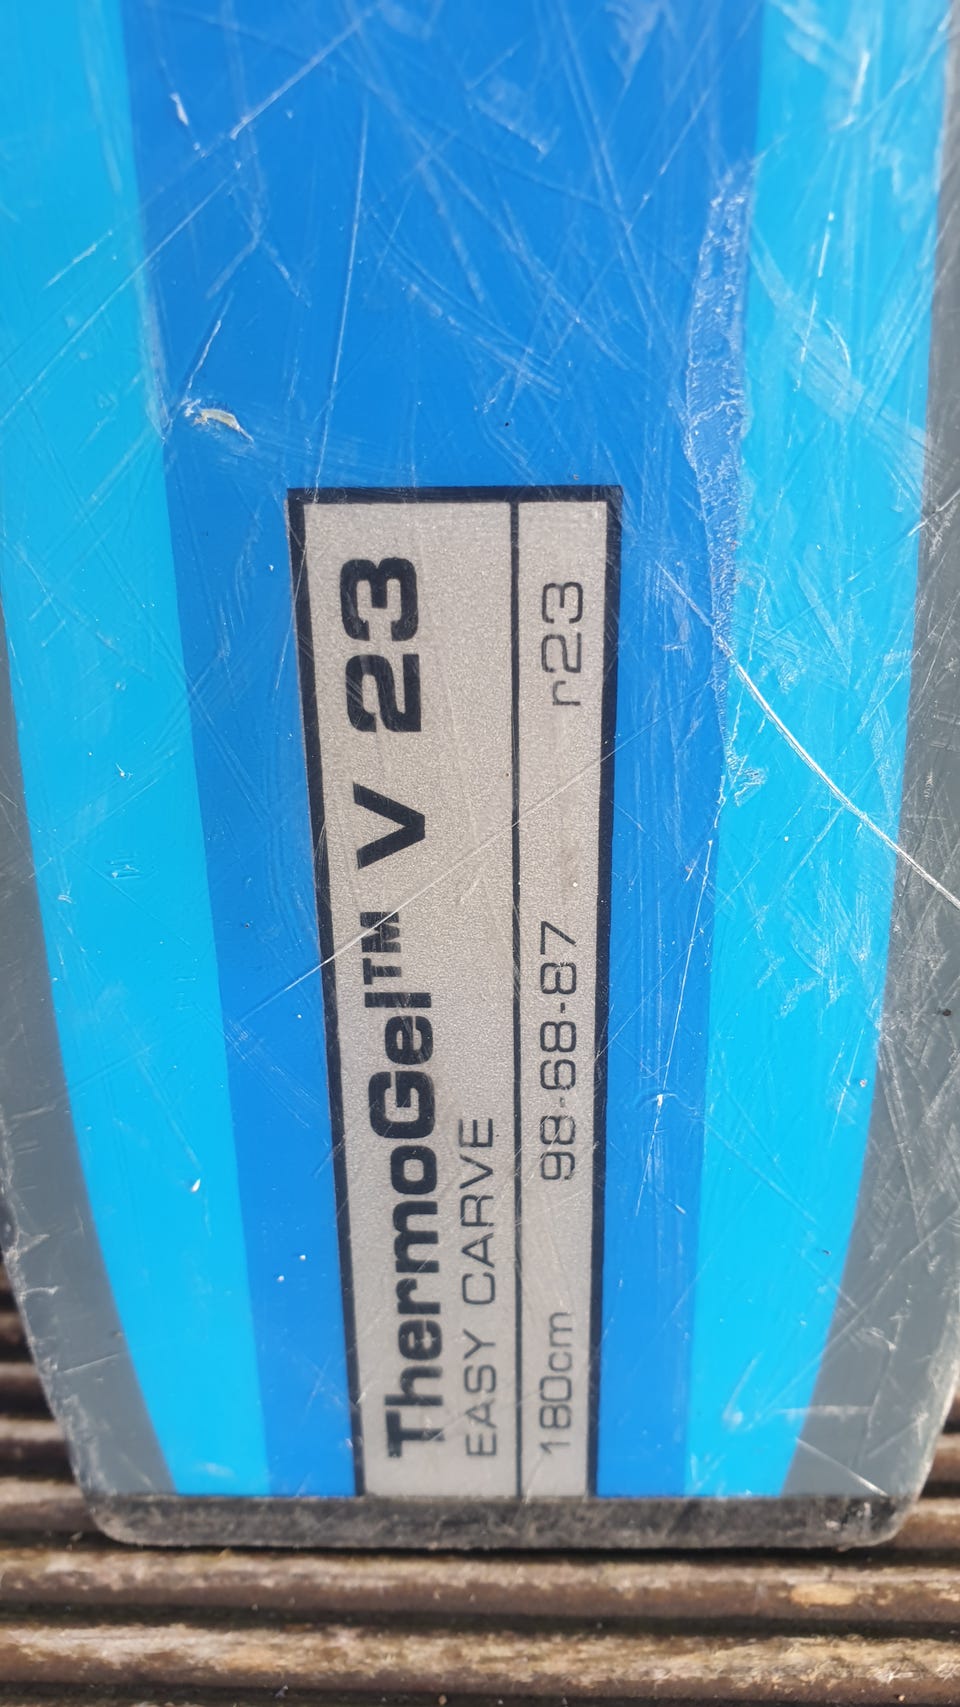 ThermoGel™ V 23
EASY CARVE
180cm 98-68-87 r23